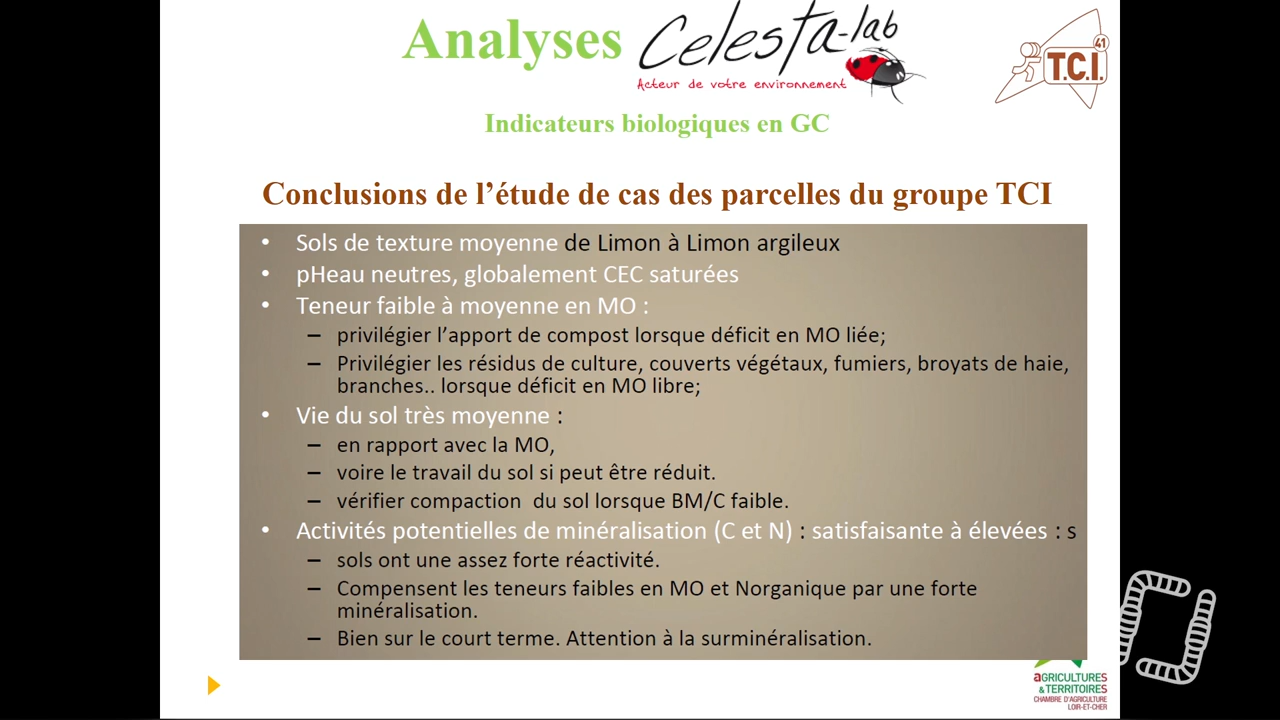 Analyses Celesta-lab
Acteur de votre environnement
T.C.I. 41
Indicateurs biologiques en GC
Conclusions de l’étude de cas des parcelles du groupe TCI
• Sols de texture moyenne de Limon à Limon argileux
• pHeau neutres, globalement CEC saturées
• Teneur faible à moyenne en MO :
– privilégier l’apport de compost lorsque déficit en MO liée;
– Privilégier les résidus de culture, couverts végétaux, fumiers, broyats de haie,
branches.. lorsque déficit en MO libre;
• Vie du sol très moyenne :
– en rapport avec la MO,
– voire le travail du sol si peut être réduit.
– vérifier compaction du sol lorsque BM/C faible.
• Activités potentielles de minéralisation (C et N) : satisfaisante à élevées : s
– sols ont une assez forte réactivité.
– Compensent les teneurs faibles en MO et Norganique par une forte
minéralisation.
– Bien sur le court terme. Attention à la surminéralisation.
aGRICULTURES
& TERRITOIRES
CHAMBRE D'AGRICULTURE
LOIR-ET-CHER